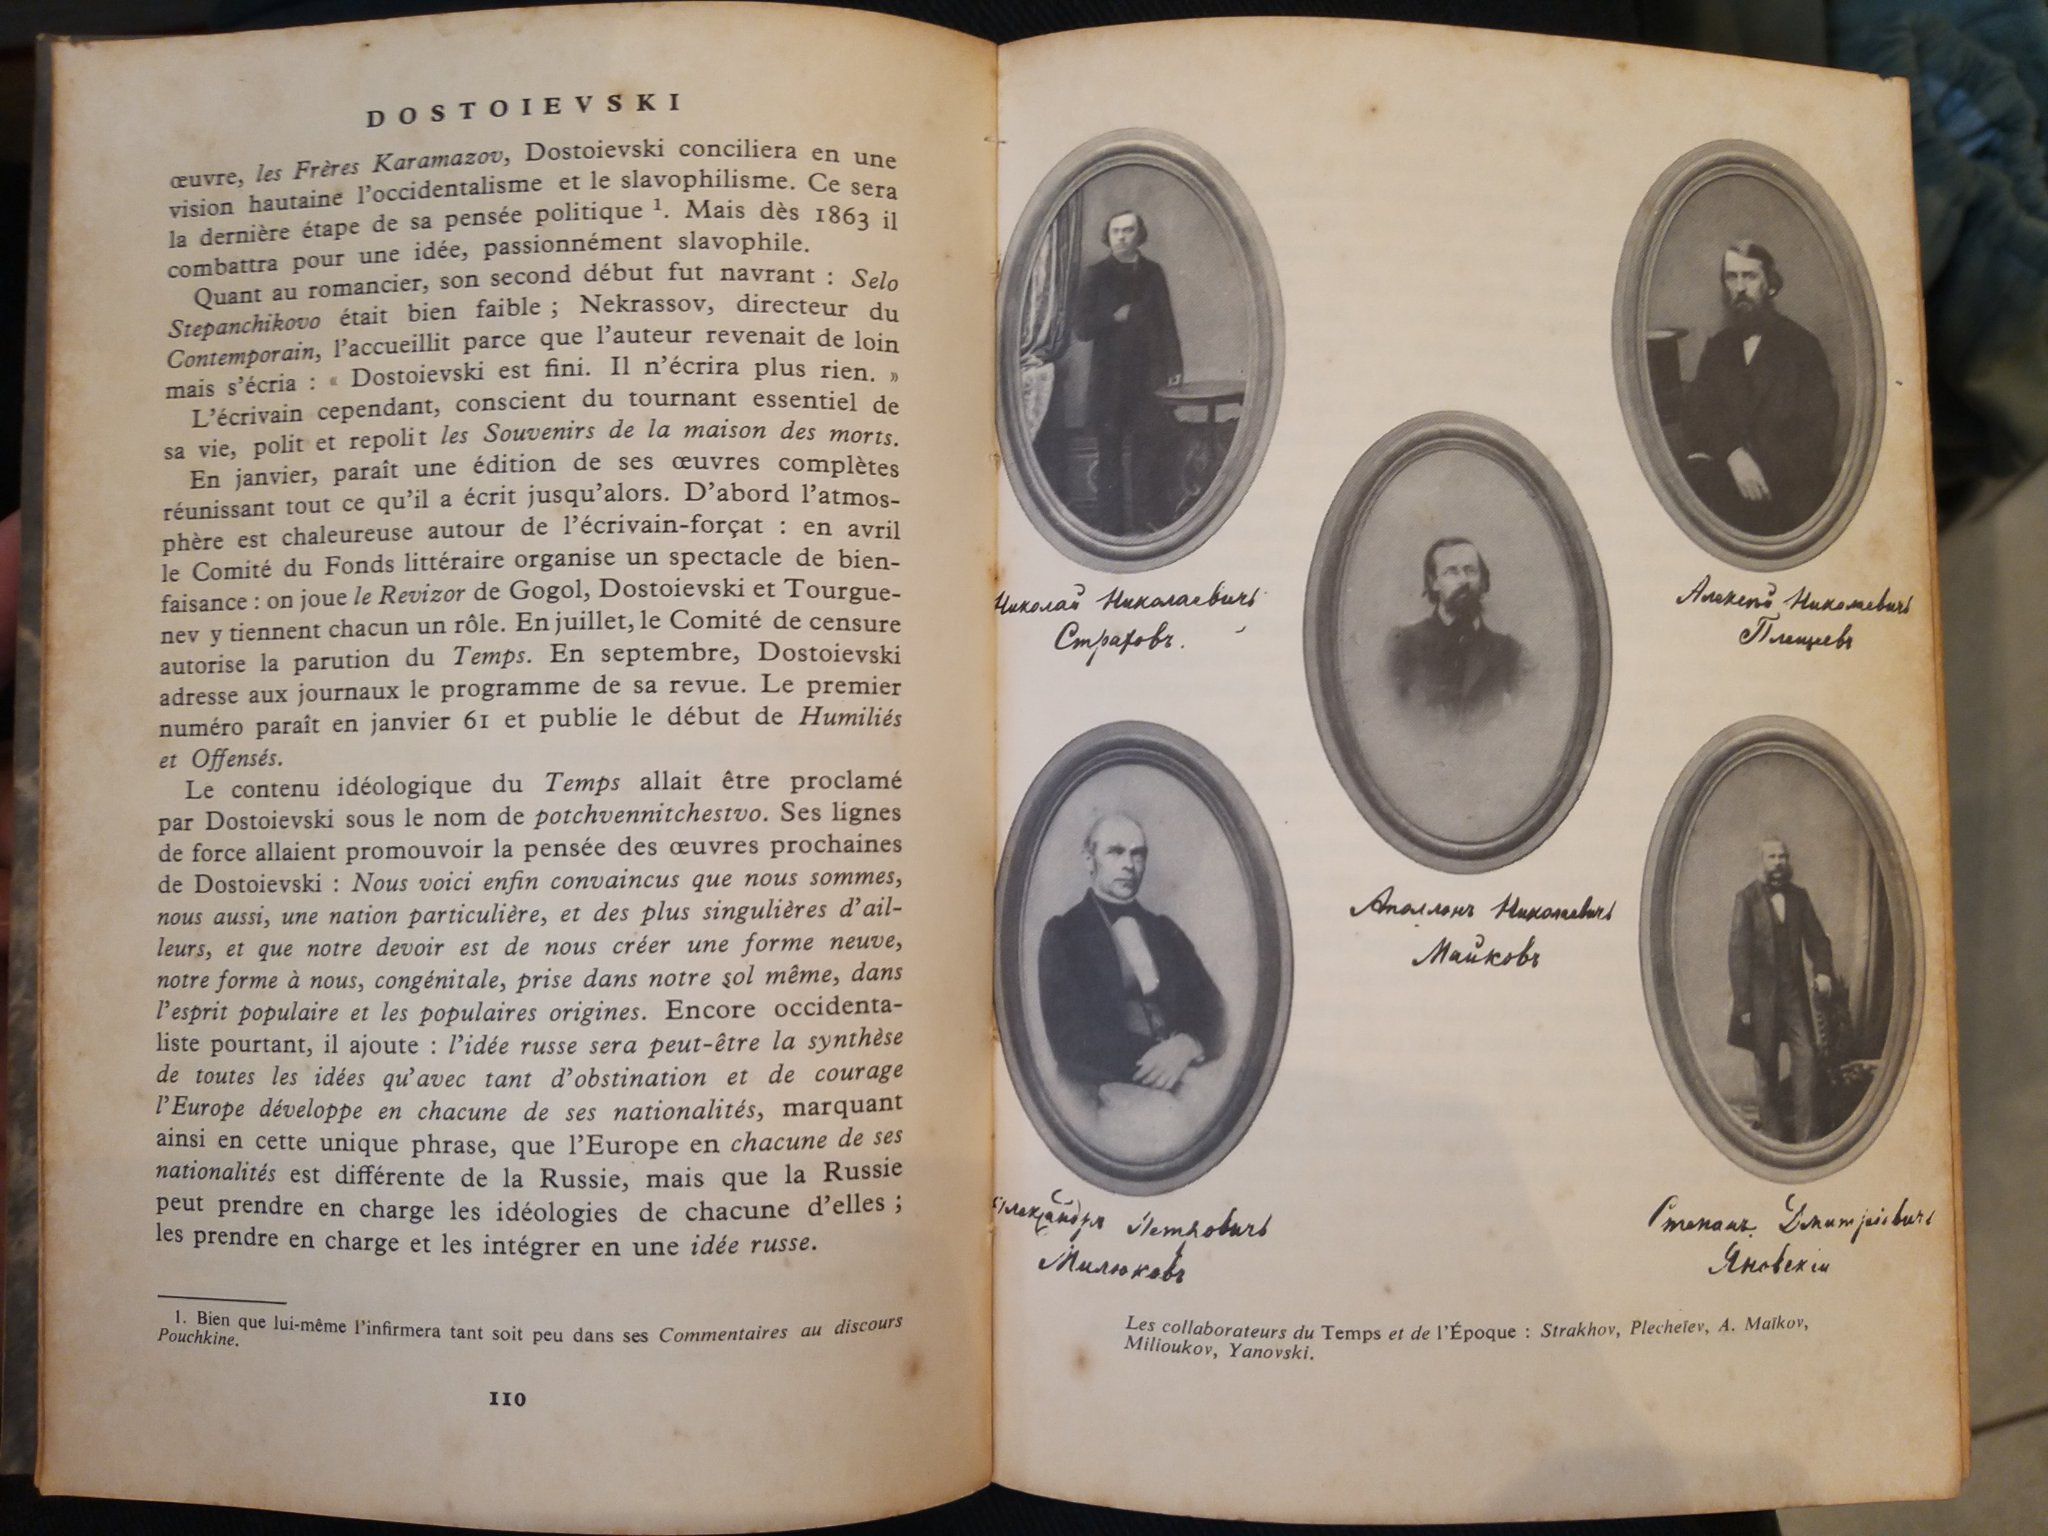 DOSTOIEVSKI
œuvre, les Frères Karamazov, Dostoievski conciliera en une
vision hautaine l'occidentalisme et le slavophilisme. Ce sera
la dernière étape de sa pensée politique ¹. Mais dès 1863 il
combattra pour une idée, passionnément slavophile.
Quant au romancier, son second début fut navrant : Selo
Stepanchikovo était bien faible ; Nekrassov, directeur du
Contemporain, l'accueillit parce que l'auteur revenait de loin
mais s'écria : « Dostoievski est fini. Il n'écrira plus rien. »
L'écrivain cependant, conscient du tournant essentiel de
sa vie, polit et repolit les Souvenirs de la maison des morts.
En janvier, paraît une édition de ses œuvres complètes
réunissant tout ce qu'il a écrit jusqu'alors. D'abord l'atmos-
phère est chaleureuse autour de l'écrivain-forçat : en avril
le Comité du Fonds littéraire organise un spectacle de bien-
faisance : on joue le Revizor de Gogol, Dostoievski et Tourgue-
nev y tiennent chacun un rôle. En juillet, le Comité de censure
autorise la parution du Temps. En septembre, Dostoievski
adresse aux journaux le programme de sa revue. Le premier
numéro paraît en janvier 61 et publie le début de Humiliés
et Offensés.
Le contenu idéologique du Temps allait être proclamé
par Dostoievski sous le nom de potchvennitchestvo. Ses lignes
de force allaient promouvoir la pensée des œuvres prochaines
de Dostoievski : Nous voici enfin convaincus que nous sommes,
nous aussi, une nation particulière, et des plus singulières d'ail-
leurs, et que notre devoir est de nous créer une forme neuve,
notre forme à nous, congénitale, prise dans notre sol même, dans
l'esprit populaire et les populaires origines. Encore occidenta-
liste pourtant, il ajoute : l'idée russe sera peut-être la synthèse
de toutes les idées qu'avec tant d'obstination et de courage
l'Europe développe en chacune de ses nationalités, marquant
ainsi en cette unique phrase, que l'Europe en chacune de ses
nationalités est différente de la Russie, mais que la Russie
peut prendre en charge les idéologies de chacune d'elles ;
les prendre en charge et les intégrer en une idée russe.
1. Bien que lui-même l'infirmera tant soit peu dans ses Commentaires au discours
Pouchkine.
110
Николай Николаевичъ
Страховъ.
Алексѣй Николаевичъ
Плещеевъ
Аполлонъ Николаевичъ
Майковъ
Александръ Петровичъ
Милюковъ
Степанъ Дмитріевичъ
Яновскій
Les collaborateurs du Temps et de l'Époque : Strakhov, Plecheïev, A. Maïkov,
Milioukov, Yanovski.